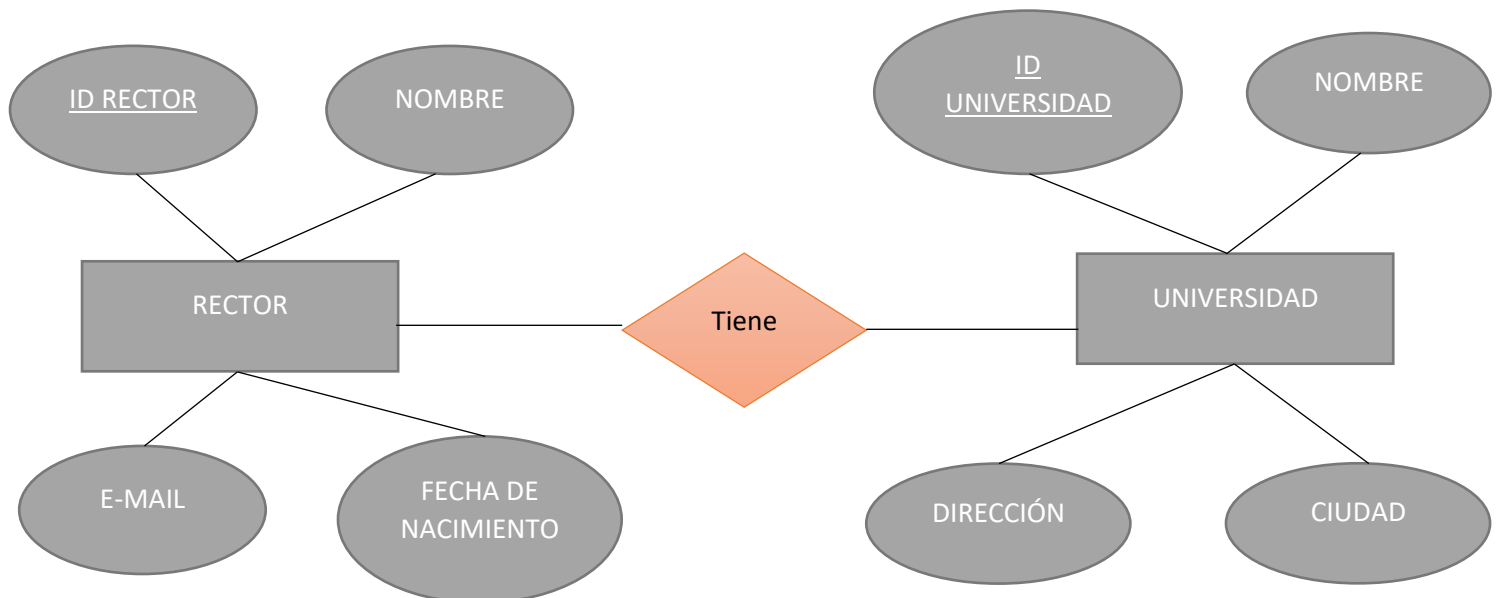 ID RECTOR
NOMBRE
ID
UNIVERSIDAD
NOMBRE
RECTOR
Tiene
UNIVERSIDAD
E-MAIL
FECHA DE
NACIMIENTO
DIRECCIÓN
CIUDAD